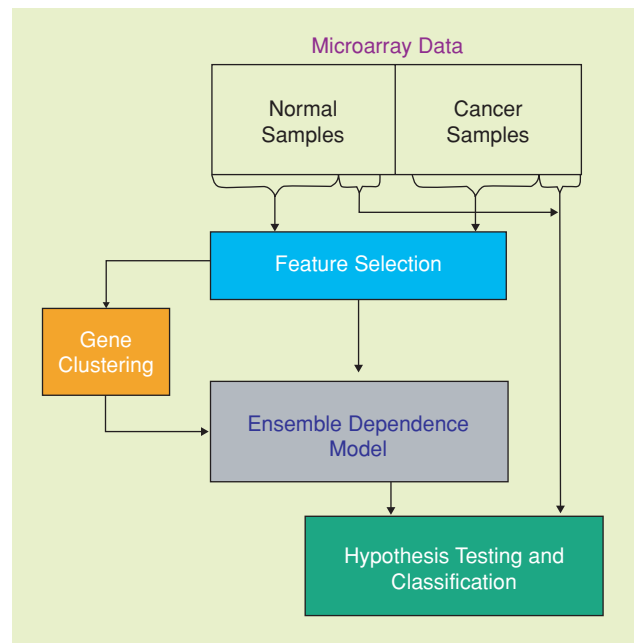 Microarray Data
Normal
Samples
Cancer
Samples
Feature Selection
Gene
Clustering
Ensemble Dependence
Model
Hypothesis Testing and
Classification